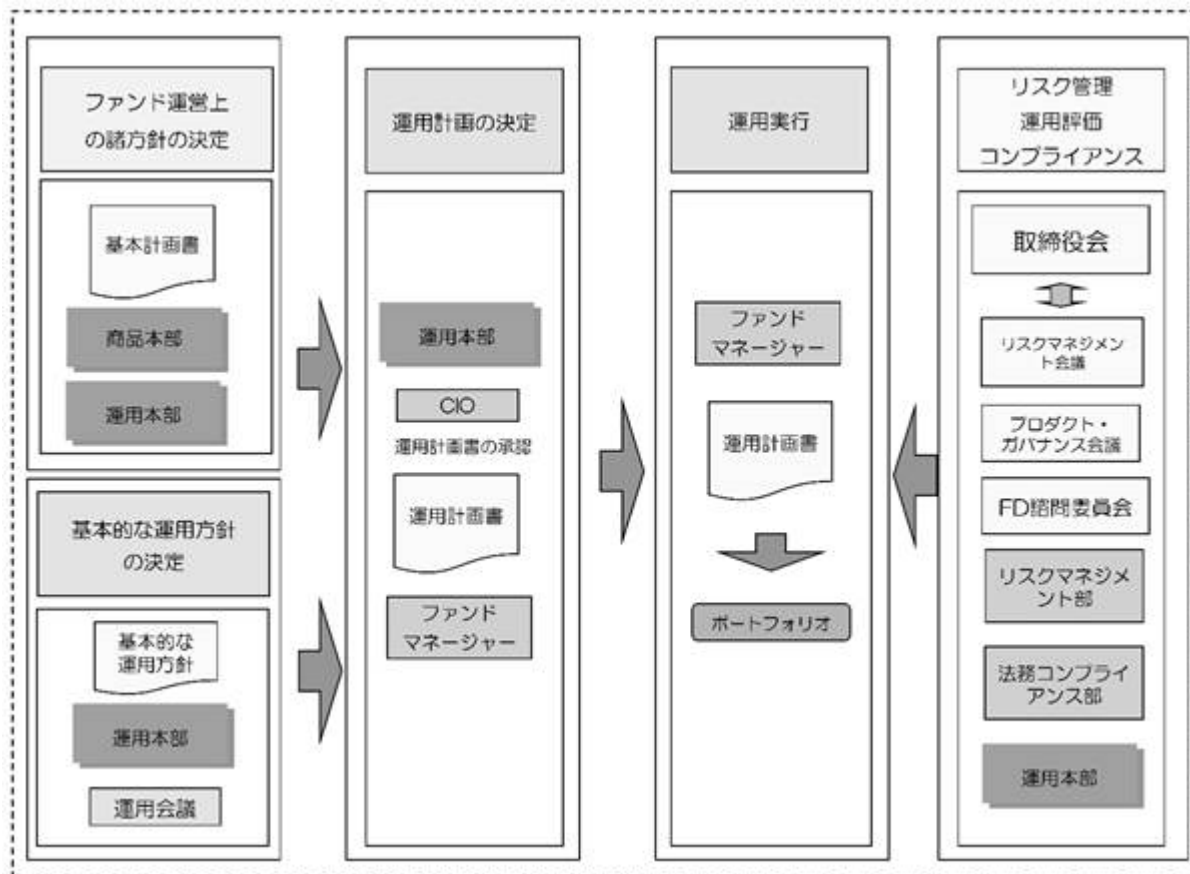 ファンド運営上
の諸方針の決定
基本計画書
商品本部
運用本部
基本的な運用方針
の決定
基本的な
運用方針
運用本部
運用会議
運用計画の決定
運用本部
CIO
運用計画書の承認
運用計画書
ファンド
マネージャー
運用実行
ファンド
マネージャー
運用計画書
ポートフォリオ
リスク管理
運用評価
コンプライアンス
取締役会
リスクマネジメン
ト会議
プロダクト・
ガバナンス会議
FD諮問委員会
リスクマネジメ
ント部
法務コンプライ
アンス部
運用本部